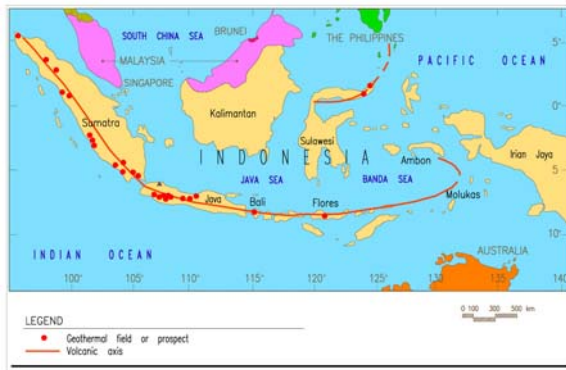 SOUTH CHINA SEA
BRUNEI
THE PHILIPPINES
5°
MALAYSIA
PACIFIC OCEAN
SINGAPORE
Kalimantan
0°
Sumatra
Sulawesi
INDONESIA
Ambon
Irian Jaya
JAVA SEA
BANDA SEA
5°
Java
Bali
Flores
Molukas
10°
INDIAN OCEAN
AUSTRALIA
100° 105° 110° 115° 120° 125° 130° 135° 140
0 100 300 500 km
LEGEND
Geothermal field or prospect
Volcanic axis